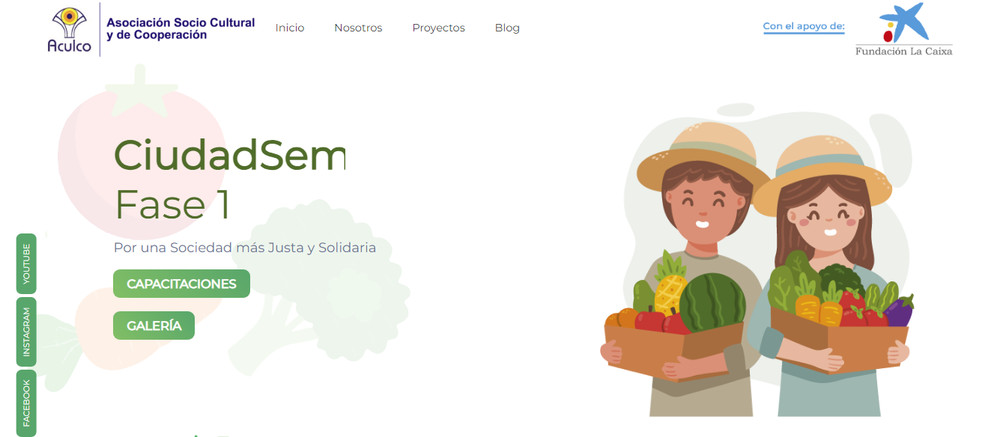 Aculco
Asociación Socio Cultural
y de Cooperación
Inicio
Nosotros
Proyectos
Blog
Con el apoyo de:
Fundación La Caixa
CiudadSem
Fase 1
Por una Sociedad más Justa y Solidaria
CAPACITACIONES
GALERÍA
YOUTUBE
INSTAGRAM
FACEBOOK